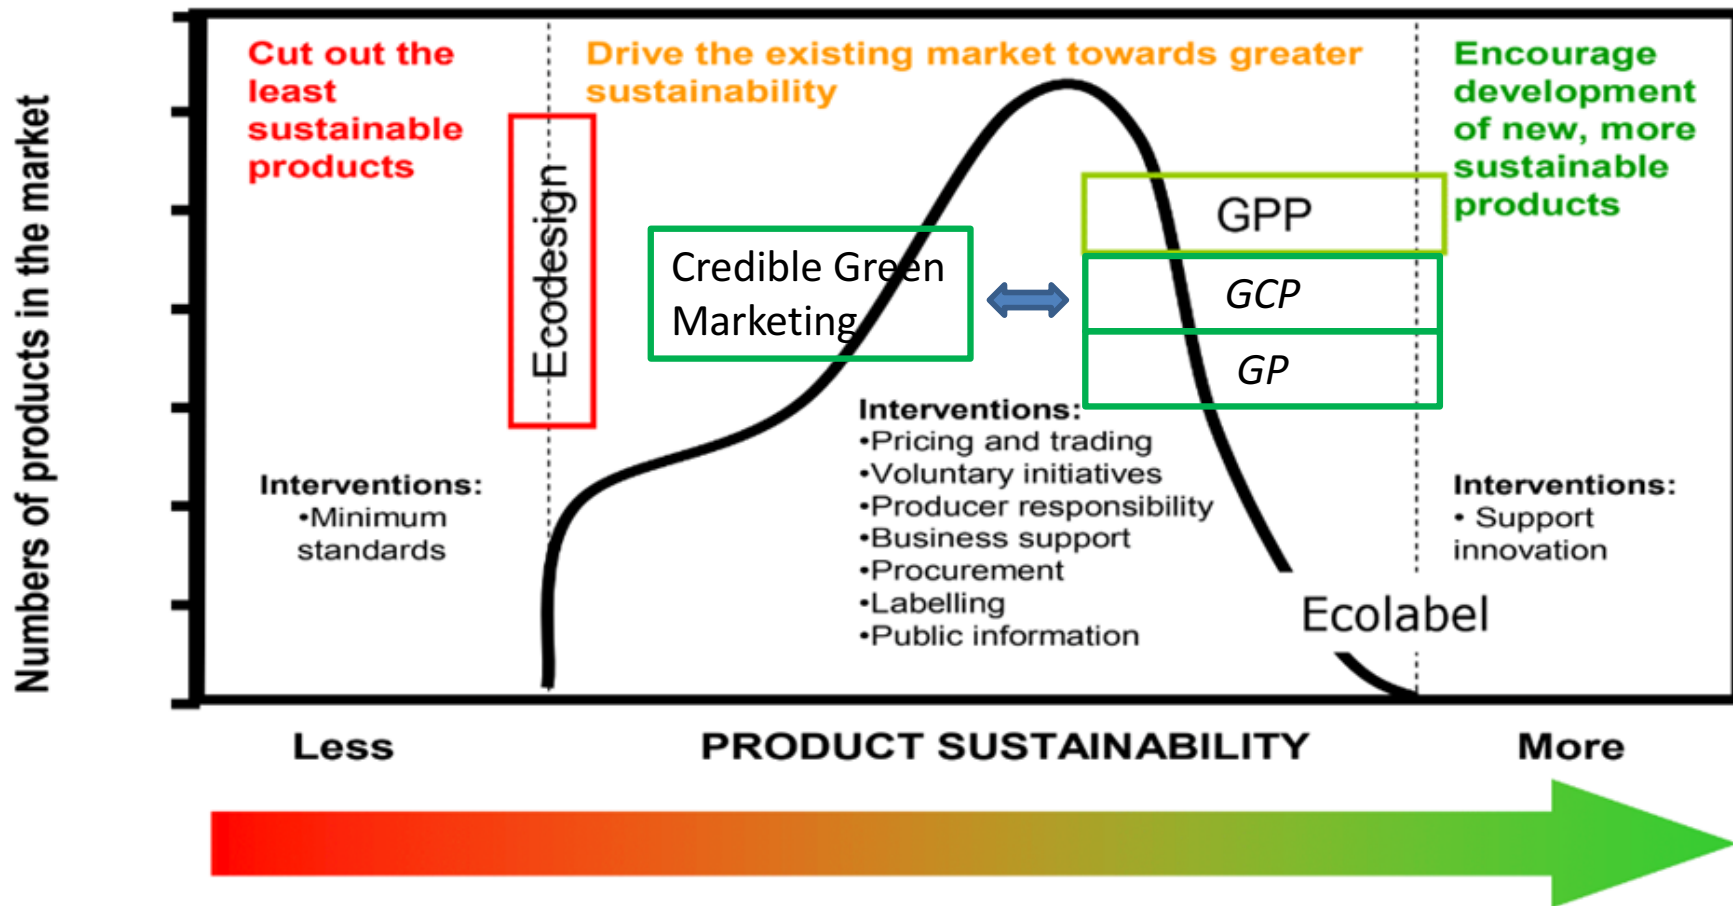 Numbers of products in the market
Cut out the
least
sustainable
products
Drive the existing market towards greater
sustainability
Encourage
development
of new, more
sustainable
products
Ecodesign
Credible Green
Marketing
GPP
GCP
GP
Interventions:
•Minimum
standards
Interventions:
•Pricing and trading
•Voluntary initiatives
•Producer responsibility
•Business support
•Procurement
•Labelling
•Public information
Interventions:
• Support
innovation
Ecolabel
Less
PRODUCT SUSTAINABILITY
More